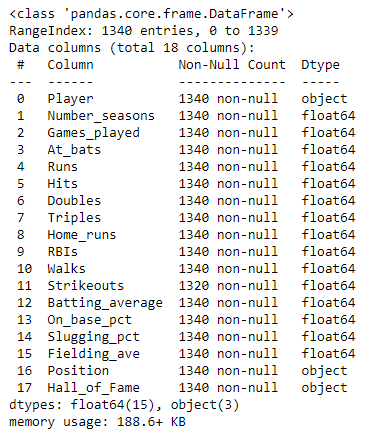 <class 'pandas.core.frame.DataFrame'>
RangeIndex: 1340 entries, 0 to 1339
Data columns (total 18 columns):
 #   Column           Non-Null Count  Dtype
---  ------           --------------  -----
 0   Player           1340 non-null   object
 1   Number_seasons   1340 non-null   float64
 2   Games_played     1340 non-null   float64
 3   At_bats          1340 non-null   float64
 4   Runs             1340 non-null   float64
 5   Hits             1340 non-null   float64
 6   Doubles          1340 non-null   float64
 7   Triples          1340 non-null   float64
 8   Home_runs        1340 non-null   float64
 9   RBIs             1340 non-null   float64
 10  Walks            1340 non-null   float64
 11  Strikeouts       1320 non-null   float64
 12  Batting_average  1340 non-null   float64
 13  On_base_pct      1340 non-null   float64
 14  Slugging_pct     1340 non-null   float64
 15  Fielding_ave     1340 non-null   float64
 16  Position         1340 non-null   object
 17  Hall_of_Fame     1340 non-null   object
dtypes: float64(15), object(3)
memory usage: 188.6+ KB